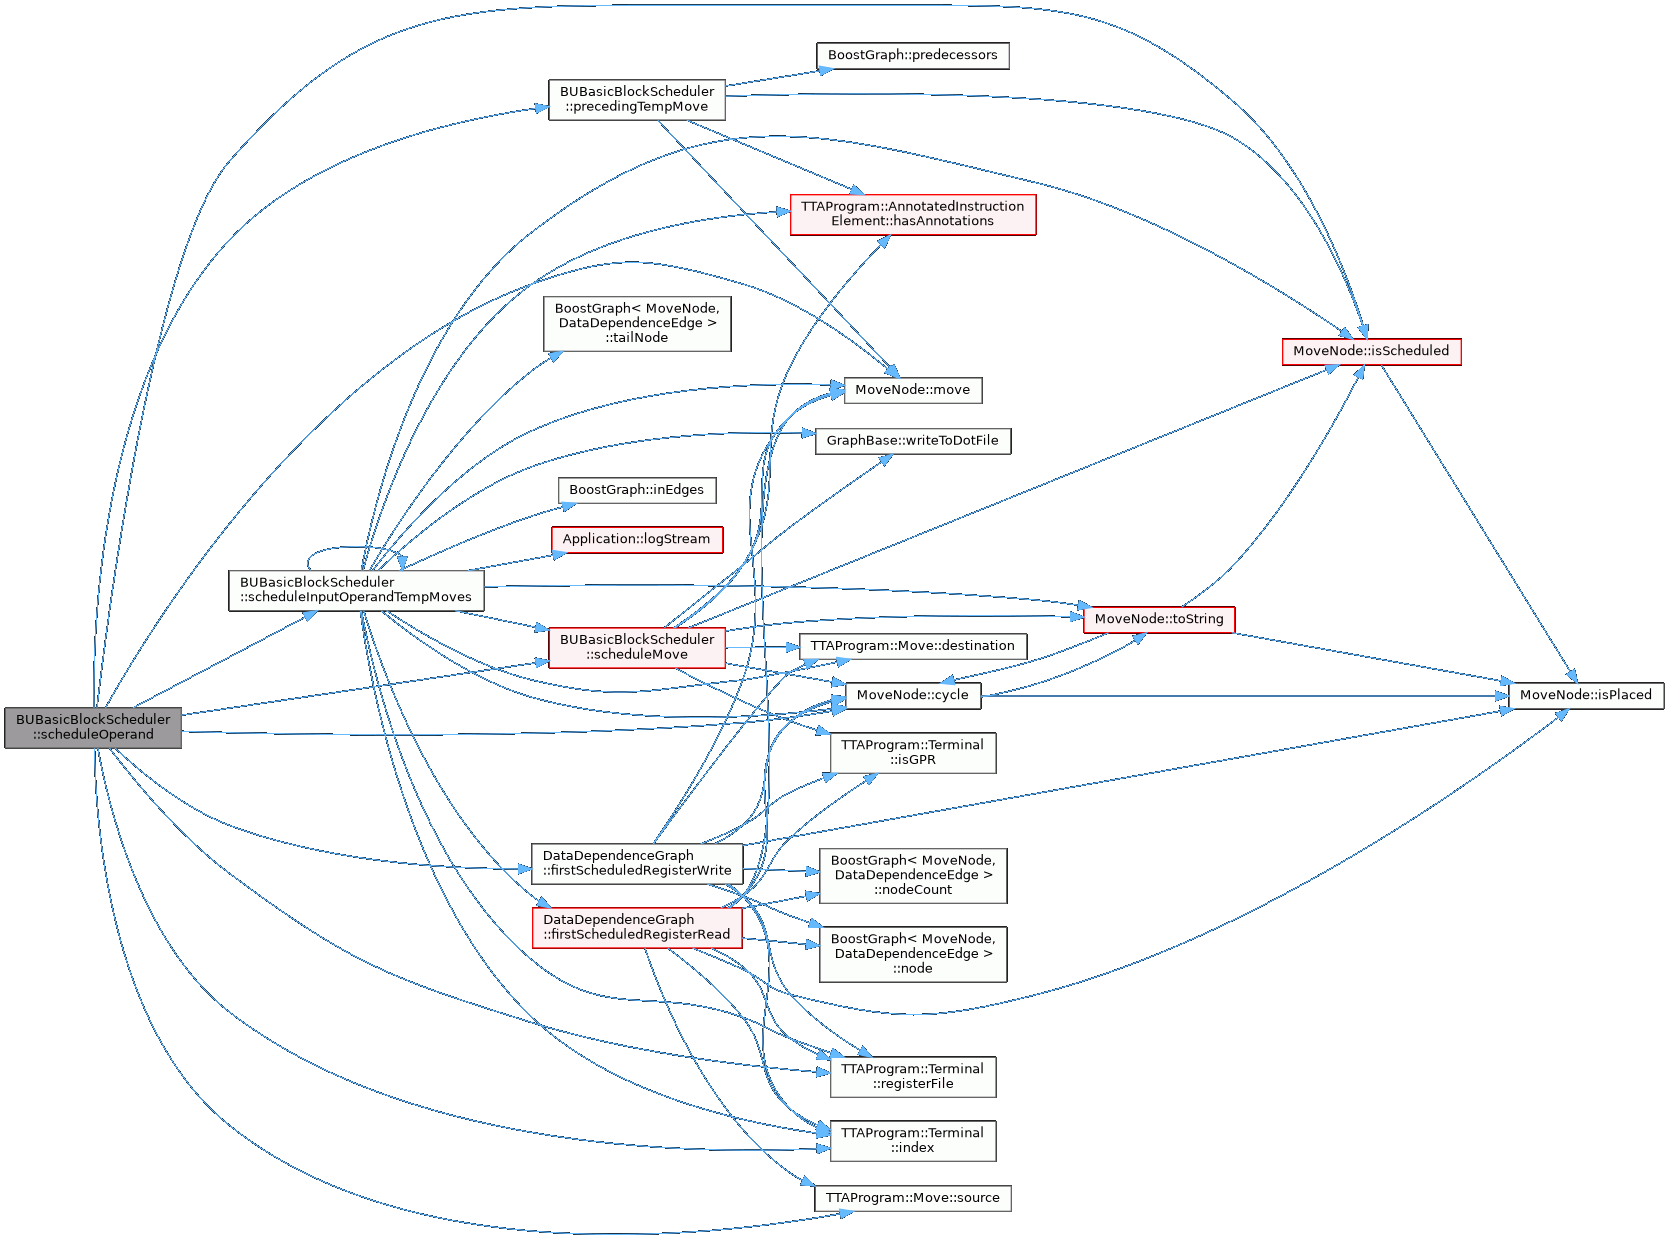 BoostGraph::predecessors
BUBasicBlockScheduler
::precedingTempMove
TTAProgram::AnnotatedInstruction
Element::hasAnnotations
BoostGraph< MoveNode,
DataDependenceEdge >
::tailNode
MoveNode::isScheduled
MoveNode::move
GraphBase::writeToDotFile
BoostGraph::inEdges
Application::logStream
BUBasicBlockScheduler
::scheduleInputOperandTempMoves
MoveNode::toString
BUBasicBlockScheduler
::scheduleMove
TTAProgram::Move::destination
MoveNode::cycle
MoveNode::isPlaced
BUBasicBlockScheduler
::scheduleOperand
TTAProgram::Terminal
::isGPR
DataDependenceGraph
::firstScheduledRegisterWrite
BoostGraph< MoveNode,
DataDependenceEdge >
::nodeCount
DataDependenceGraph
::firstScheduledRegisterRead
BoostGraph< MoveNode,
DataDependenceEdge >
::node
TTAProgram::Terminal
::registerFile
TTAProgram::Terminal
::index
TTAProgram::Move::source